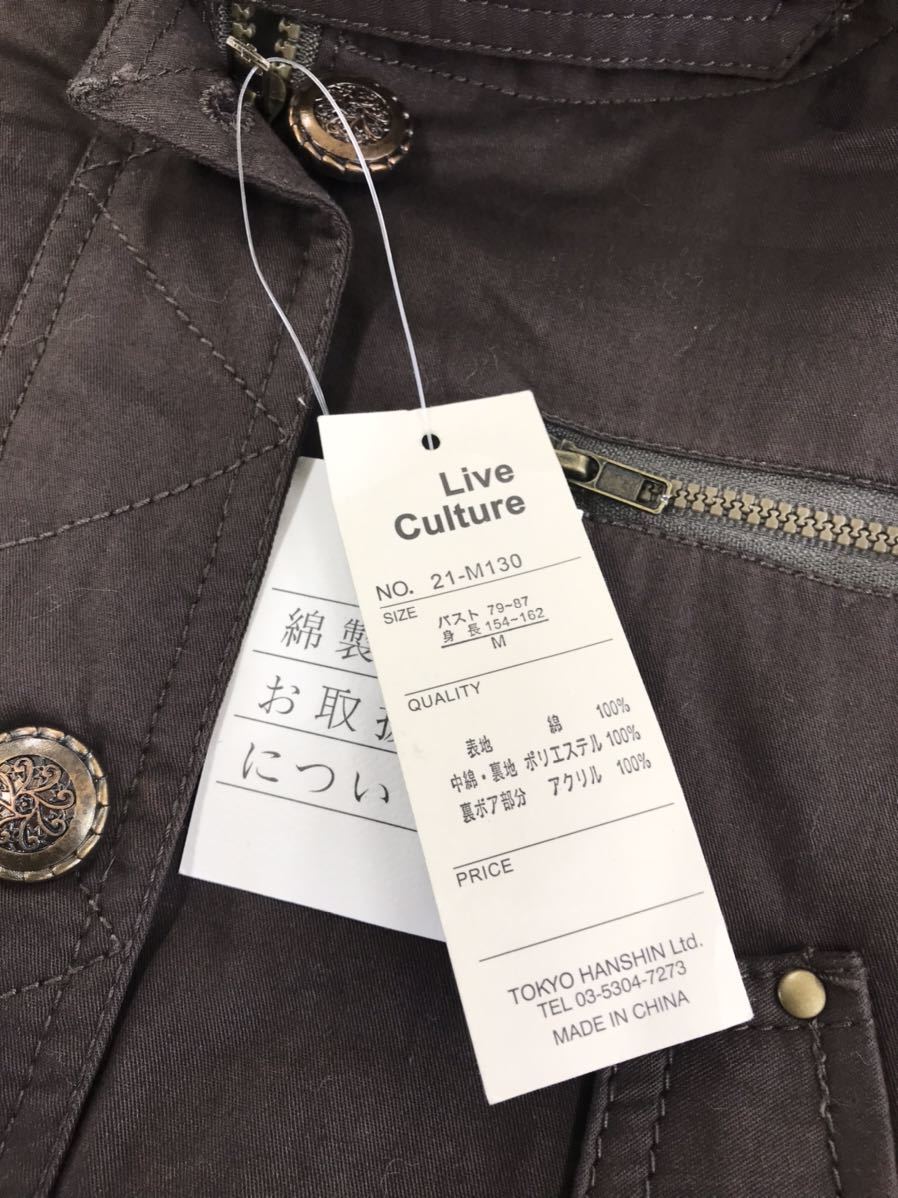 Live
Culture
NO. 21-M130
SIZE
バスト 79~87
身長 154~162
M
QUALITY
表地 綿 100%
中綿・裏地 ポリエステル 100%
裏ボア部分 アクリル 100%
PRICE
TOKYO HANSHIN Ltd.
TEL 03-5304-7273
MADE IN CHINA
綿製
お取扱
につい